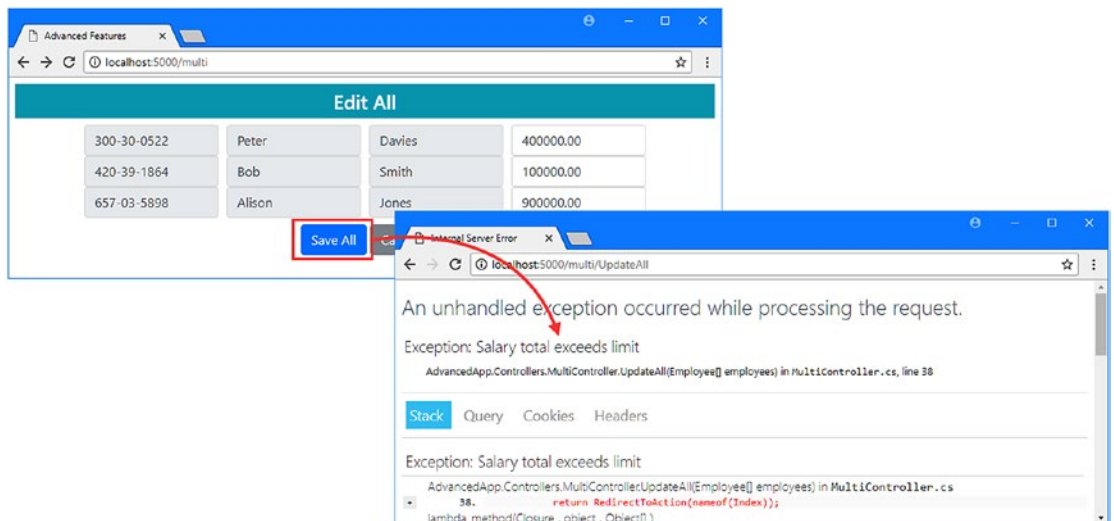 Advanced Features
localhost:5000/multi
Edit All
300-30-0522 Peter Davies 400000.00
420-39-1864 Bob Smith 100000.00
657-03-5898 Alison Jones 900000.00
Save All Ca
Internal Server Error
localhost:5000/multi/UpdateAll
An unhandled exception occurred while processing the request.
Exception: Salary total exceeds limit
AdvancedApp.Controllers.MultiController.UpdateAll(Employee[] employees) in MultiController.cs, line 38
Stack Query Cookies Headers
Exception: Salary total exceeds limit
AdvancedApp.Controllers.MultiController.UpdateAll(Employee[] employees) in MultiController.cs
38. return RedirectToAction(nameof(Index));
lambda_method(Closure , object , Object[] )